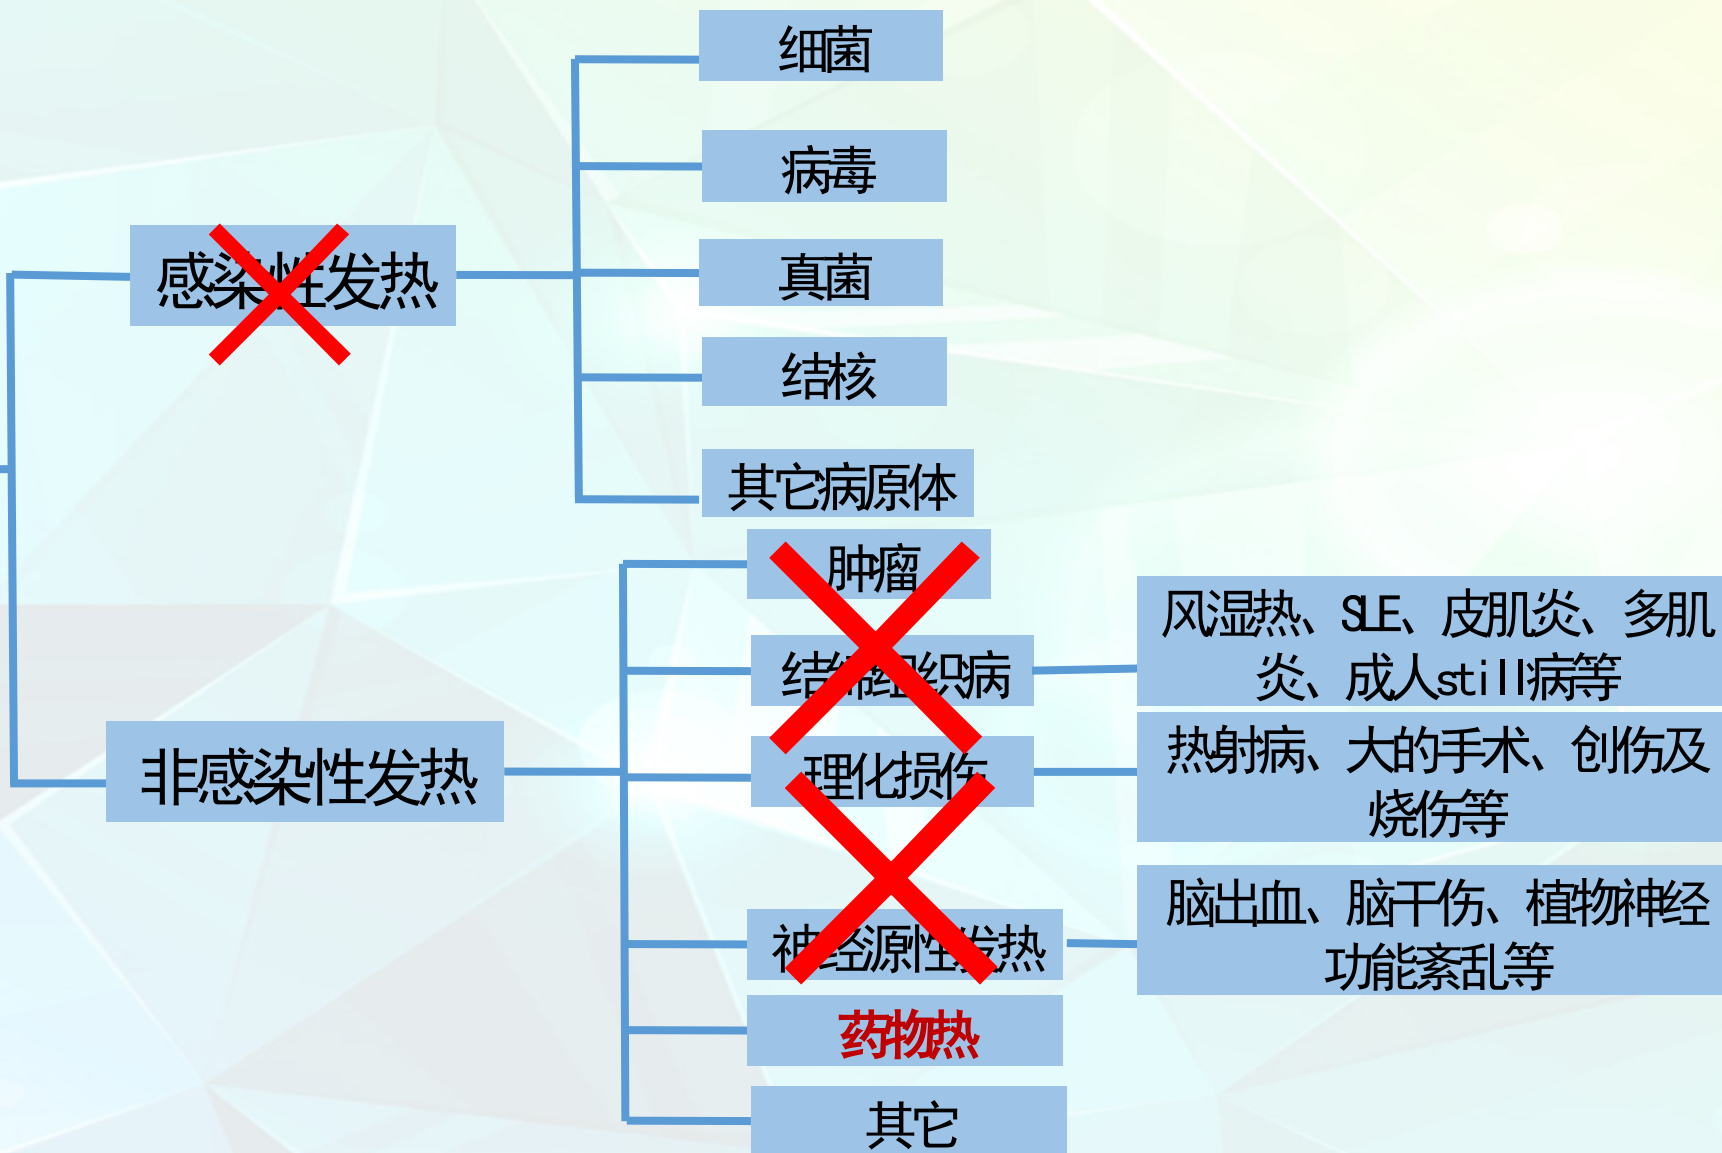 细菌
病毒
感染性发热
真菌
结核
其它病原体
肿瘤
风湿热、SLE、皮肌炎、多肌
炎、成人still病等
结缔组织病
非感染性发热
理化损伤
热射病、大的手术、创伤及
烧伤等
神经源性发热
脑出血、脑干伤、植物神经
功能紊乱等
药物热
其它